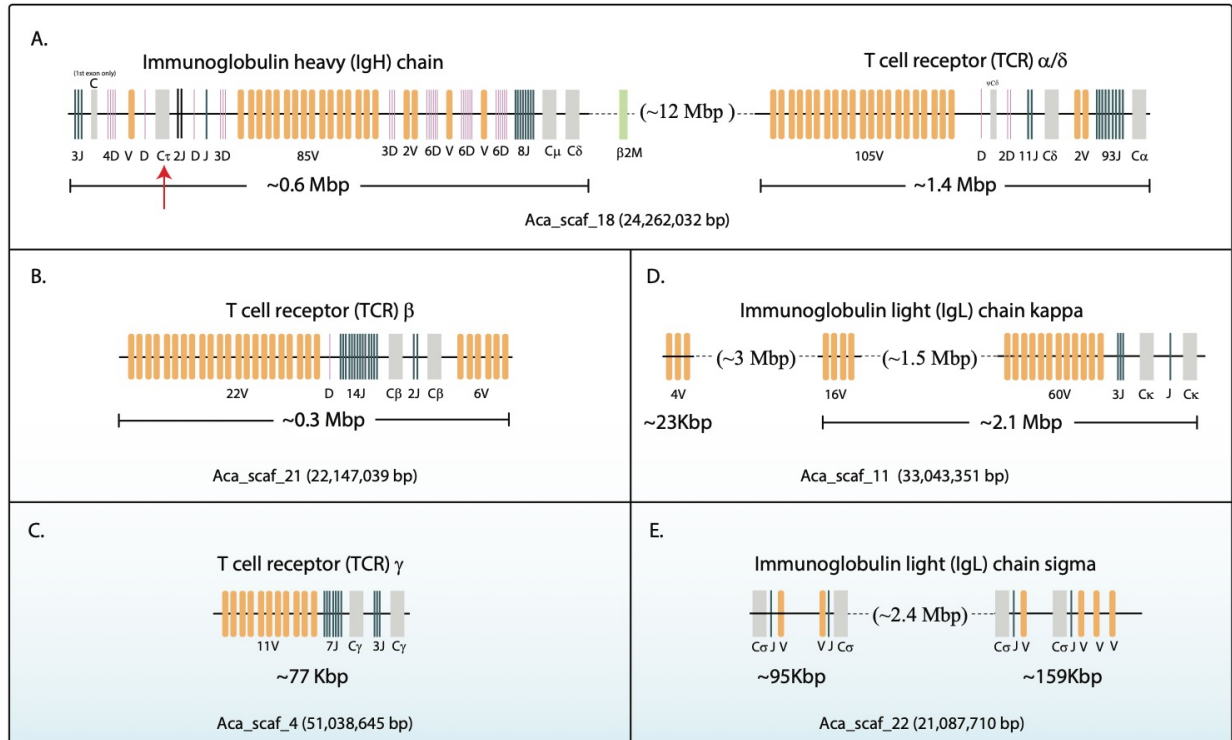 A.
Immunoglobulin heavy (IgH) chain
T cell receptor (TCR) α/δ
(1st exon only)
C
νCδ
(~12 Mbp )
3J 4D V D Cτ 2J D J 3D 85V 3D 2V 6D V 6D V 6D 8J Cμ Cδ β2M 105V D 2D 11J Cδ 2V 93J Cα
~0.6 Mbp
~1.4 Mbp
Aca_scaf_18 (24,262,032 bp)
B.
T cell receptor (TCR) β
22V D 14J Cβ 2J Cβ 6V
~0.3 Mbp
Aca_scaf_21 (22,147,039 bp)
D.
Immunoglobulin light (IgL) chain kappa
(~3 Mbp) (~1.5 Mbp)
4V 16V 60V 3J Cκ J Cκ
~23Kbp ~2.1 Mbp
Aca_scaf_11 (33,043,351 bp)
C.
T cell receptor (TCR) γ
11V 7J Cγ 3J Cγ
~77 Kbp
Aca_scaf_4 (51,038,645 bp)
E.
Immunoglobulin light (IgL) chain sigma
(~2.4 Mbp)
Cσ J V V J Cσ Cσ J V Cσ J V V V
~95Kbp ~159Kbp
Aca_scaf_22 (21,087,710 bp)